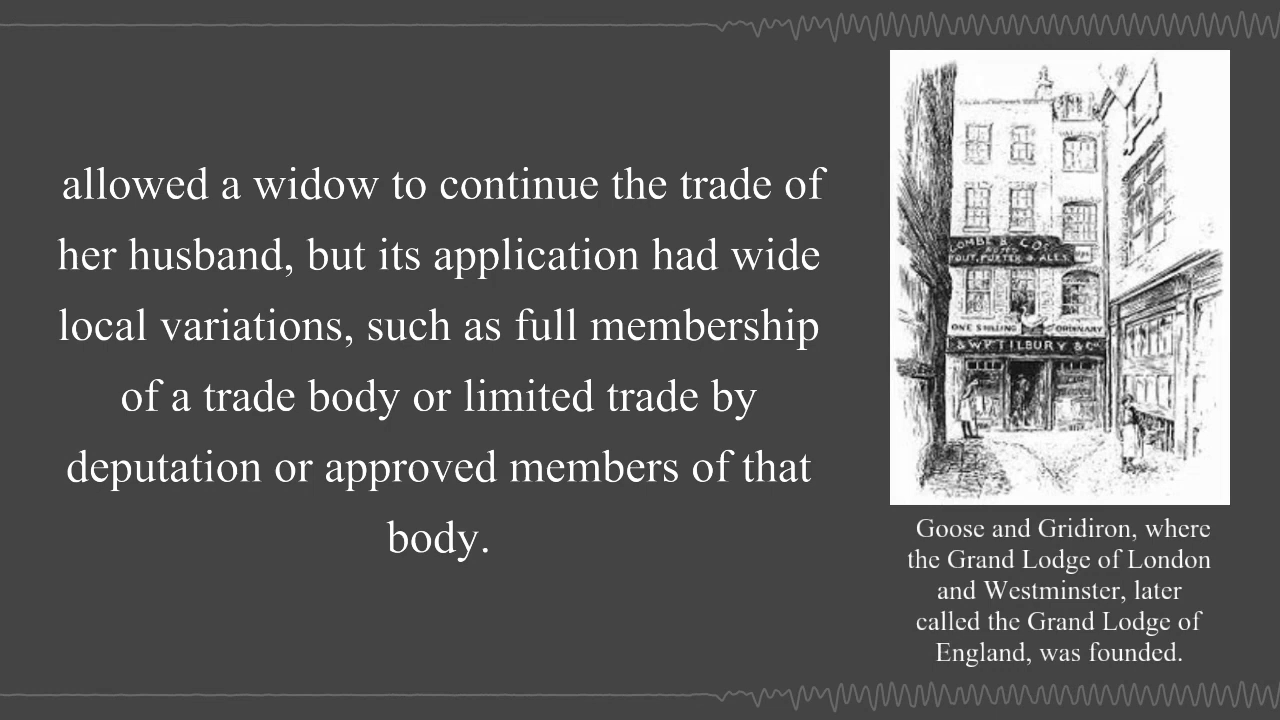 allowed a widow to continue the trade of
her husband, but its application had wide
local variations, such as full membership
of a trade body or limited trade by
deputation or approved members of that
body.
ONE SHILLING ORDINARY
TILBURY & Co
Goose and Gridiron, where
the Grand Lodge of London
and Westminster, later
called the Grand Lodge of
England, was founded.